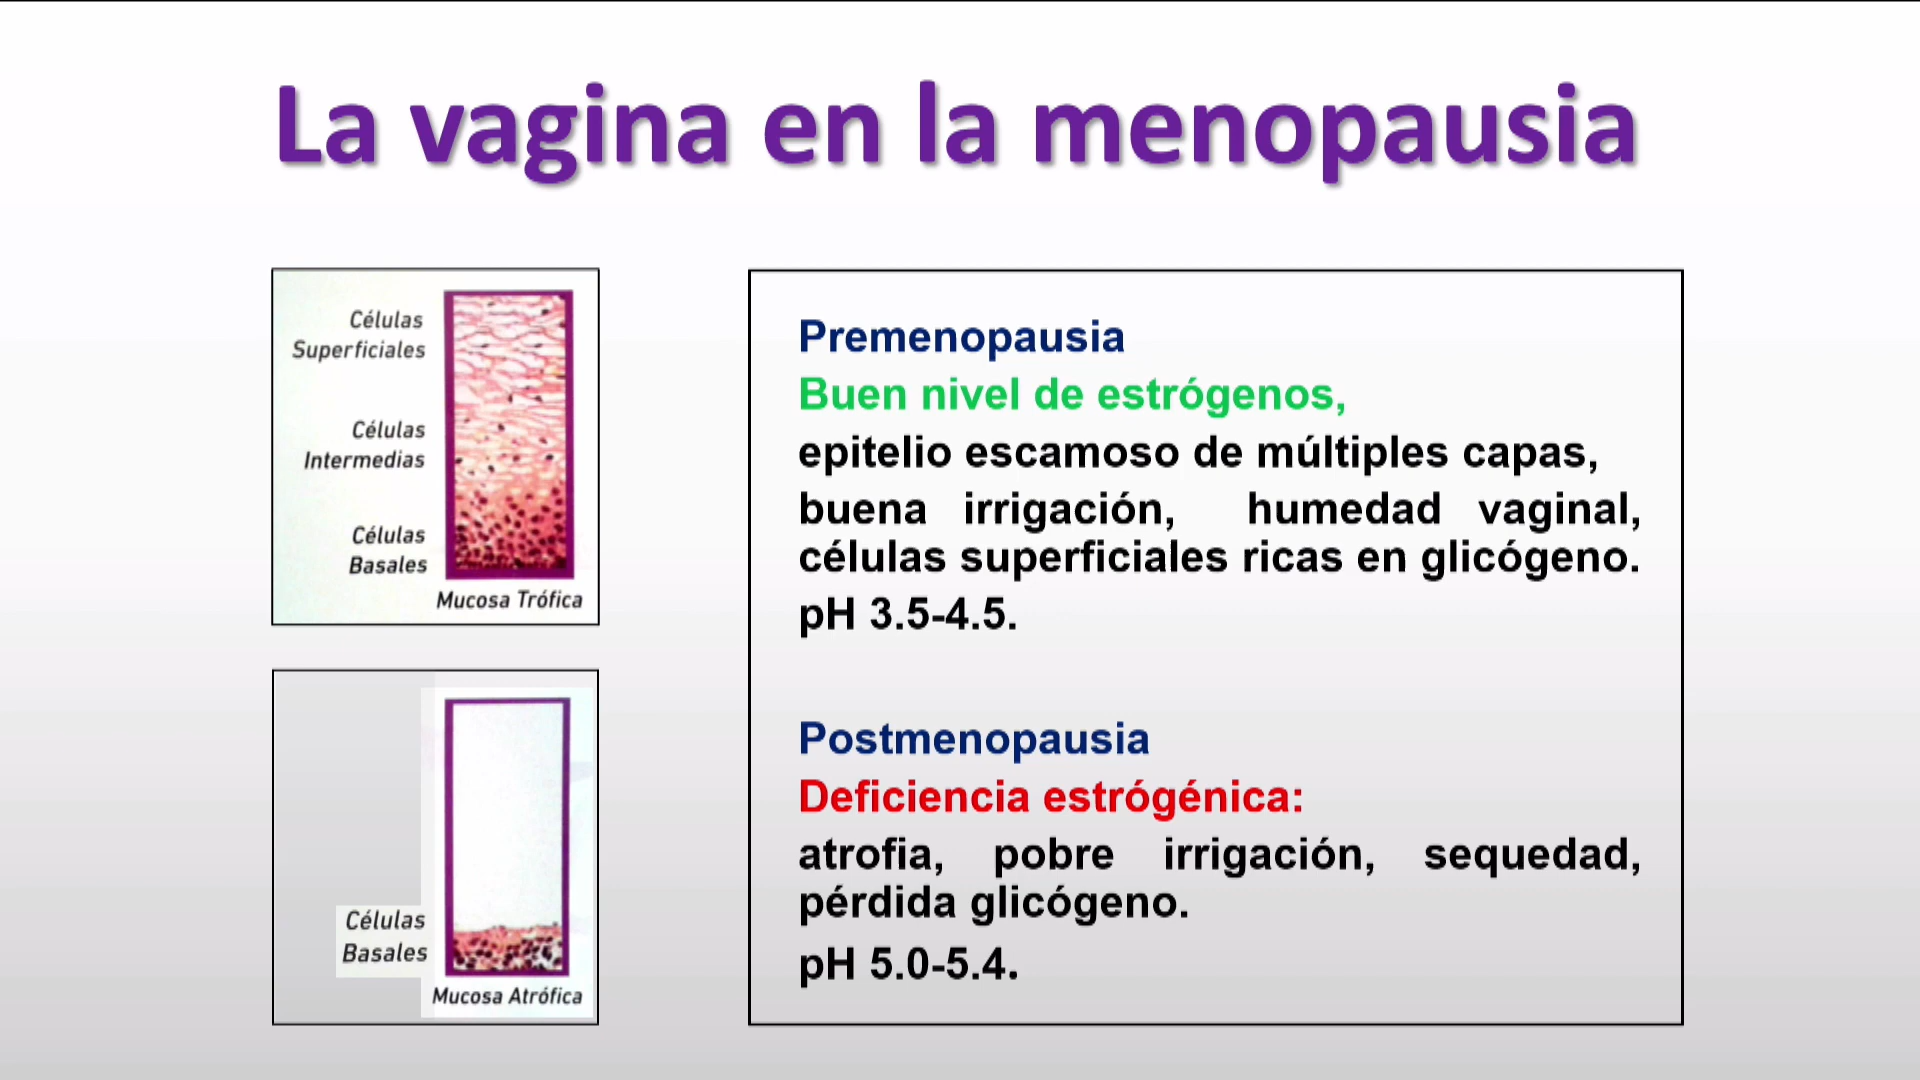 La vagina en la menopausia
Células
Superficiales
Células
Intermedias
Células
Basales
Mucosa Trófica
Células
Basales
Mucosa Atrófica
Premenopausia
Buen nivel de estrógenos,
epitelio escamoso de múltiples capas,
buena irrigación, humedad vaginal,
células superficiales ricas en glicógeno.
pH 3.5-4.5.
Postmenopausia
Deficiencia estrógénica:
atrofia, pobre irrigación, sequedad,
pérdida glicógeno.
pH 5.0-5.4.